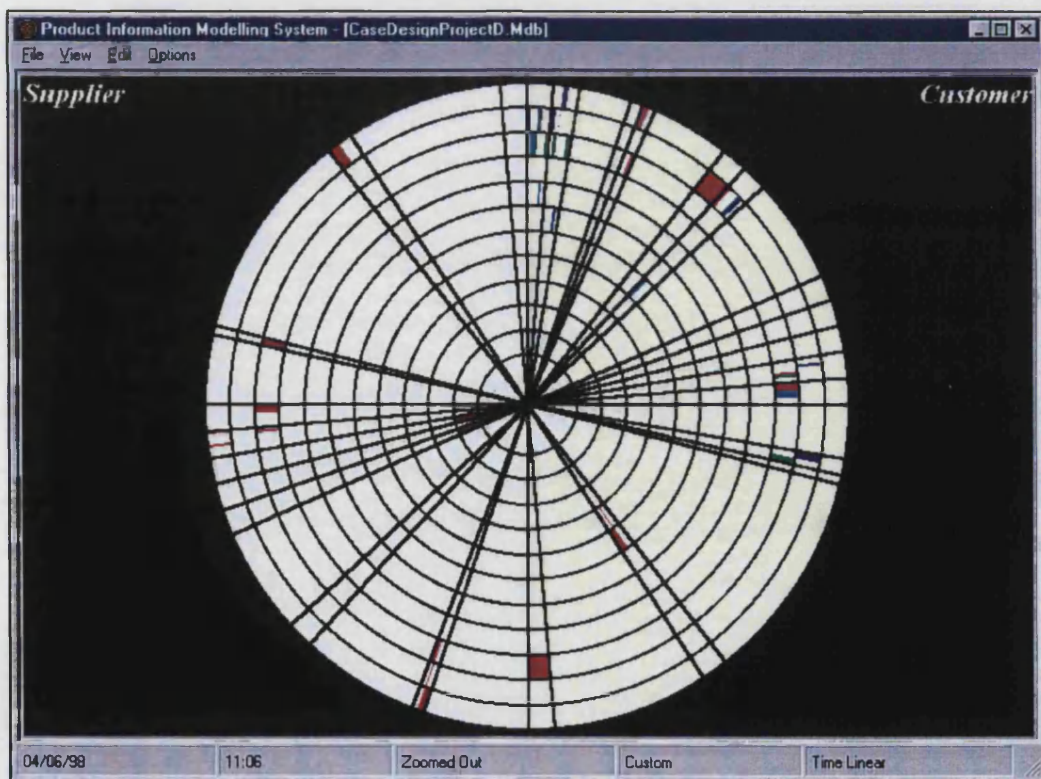 Product Information Modelling System - [CaseDesignProjectD.Mdb]
File View Edit Options
Supplier Customer
04/06/98 11:06 Zoomed Out Custom Time Linear